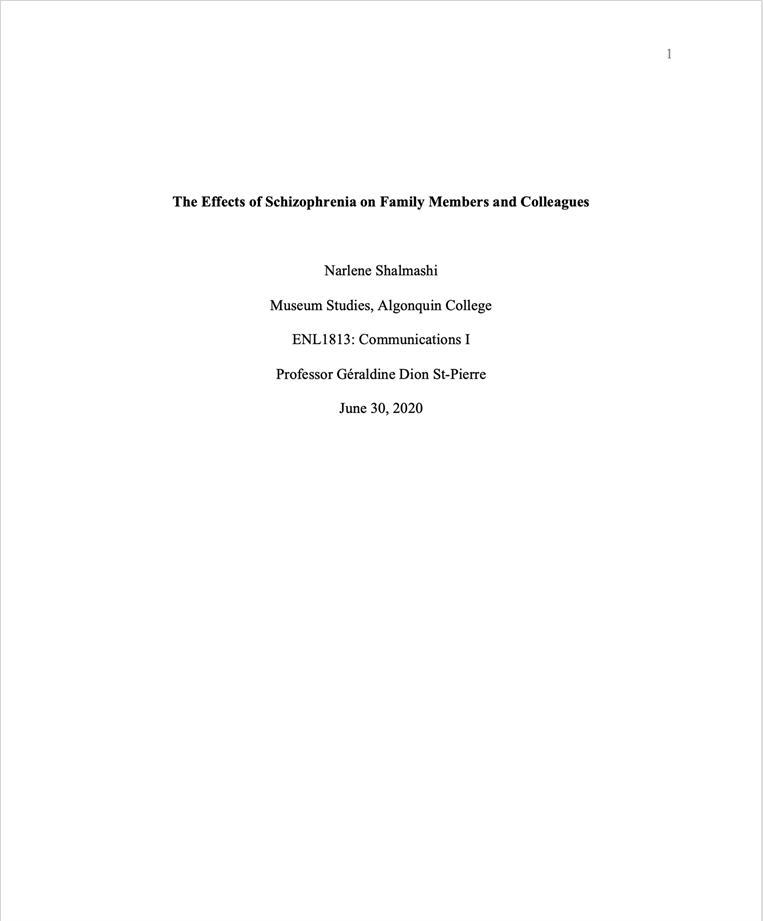 1
The Effects of Schizophrenia on Family Members and Colleagues
Narlene Shalmashi
Museum Studies, Algonquin College
ENL1813: Communications I
Professor Géraldine Dion St-Pierre
June 30, 2020